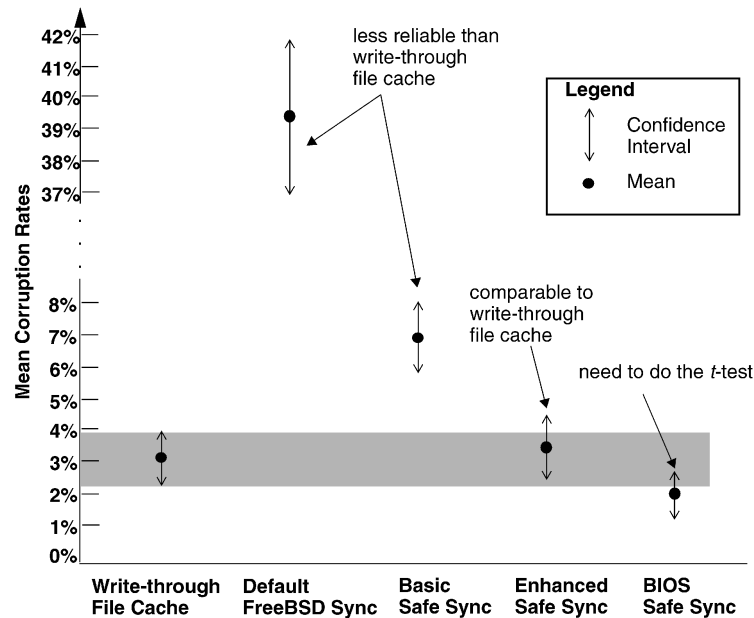 42%
41%
40%
39%
38%
37%
8%
7%
6%
5%
4%
3%
2%
1%
0%
Mean Corruption Rates
less reliable than
write-through
file cache
Legend
Confidence
Interval
Mean
comparable to
write-through
file cache
need to do the t-test
Write-through
File Cache
Default
FreeBSD Sync
Basic
Safe Sync
Enhanced
Safe Sync
BIOS
Safe Sync